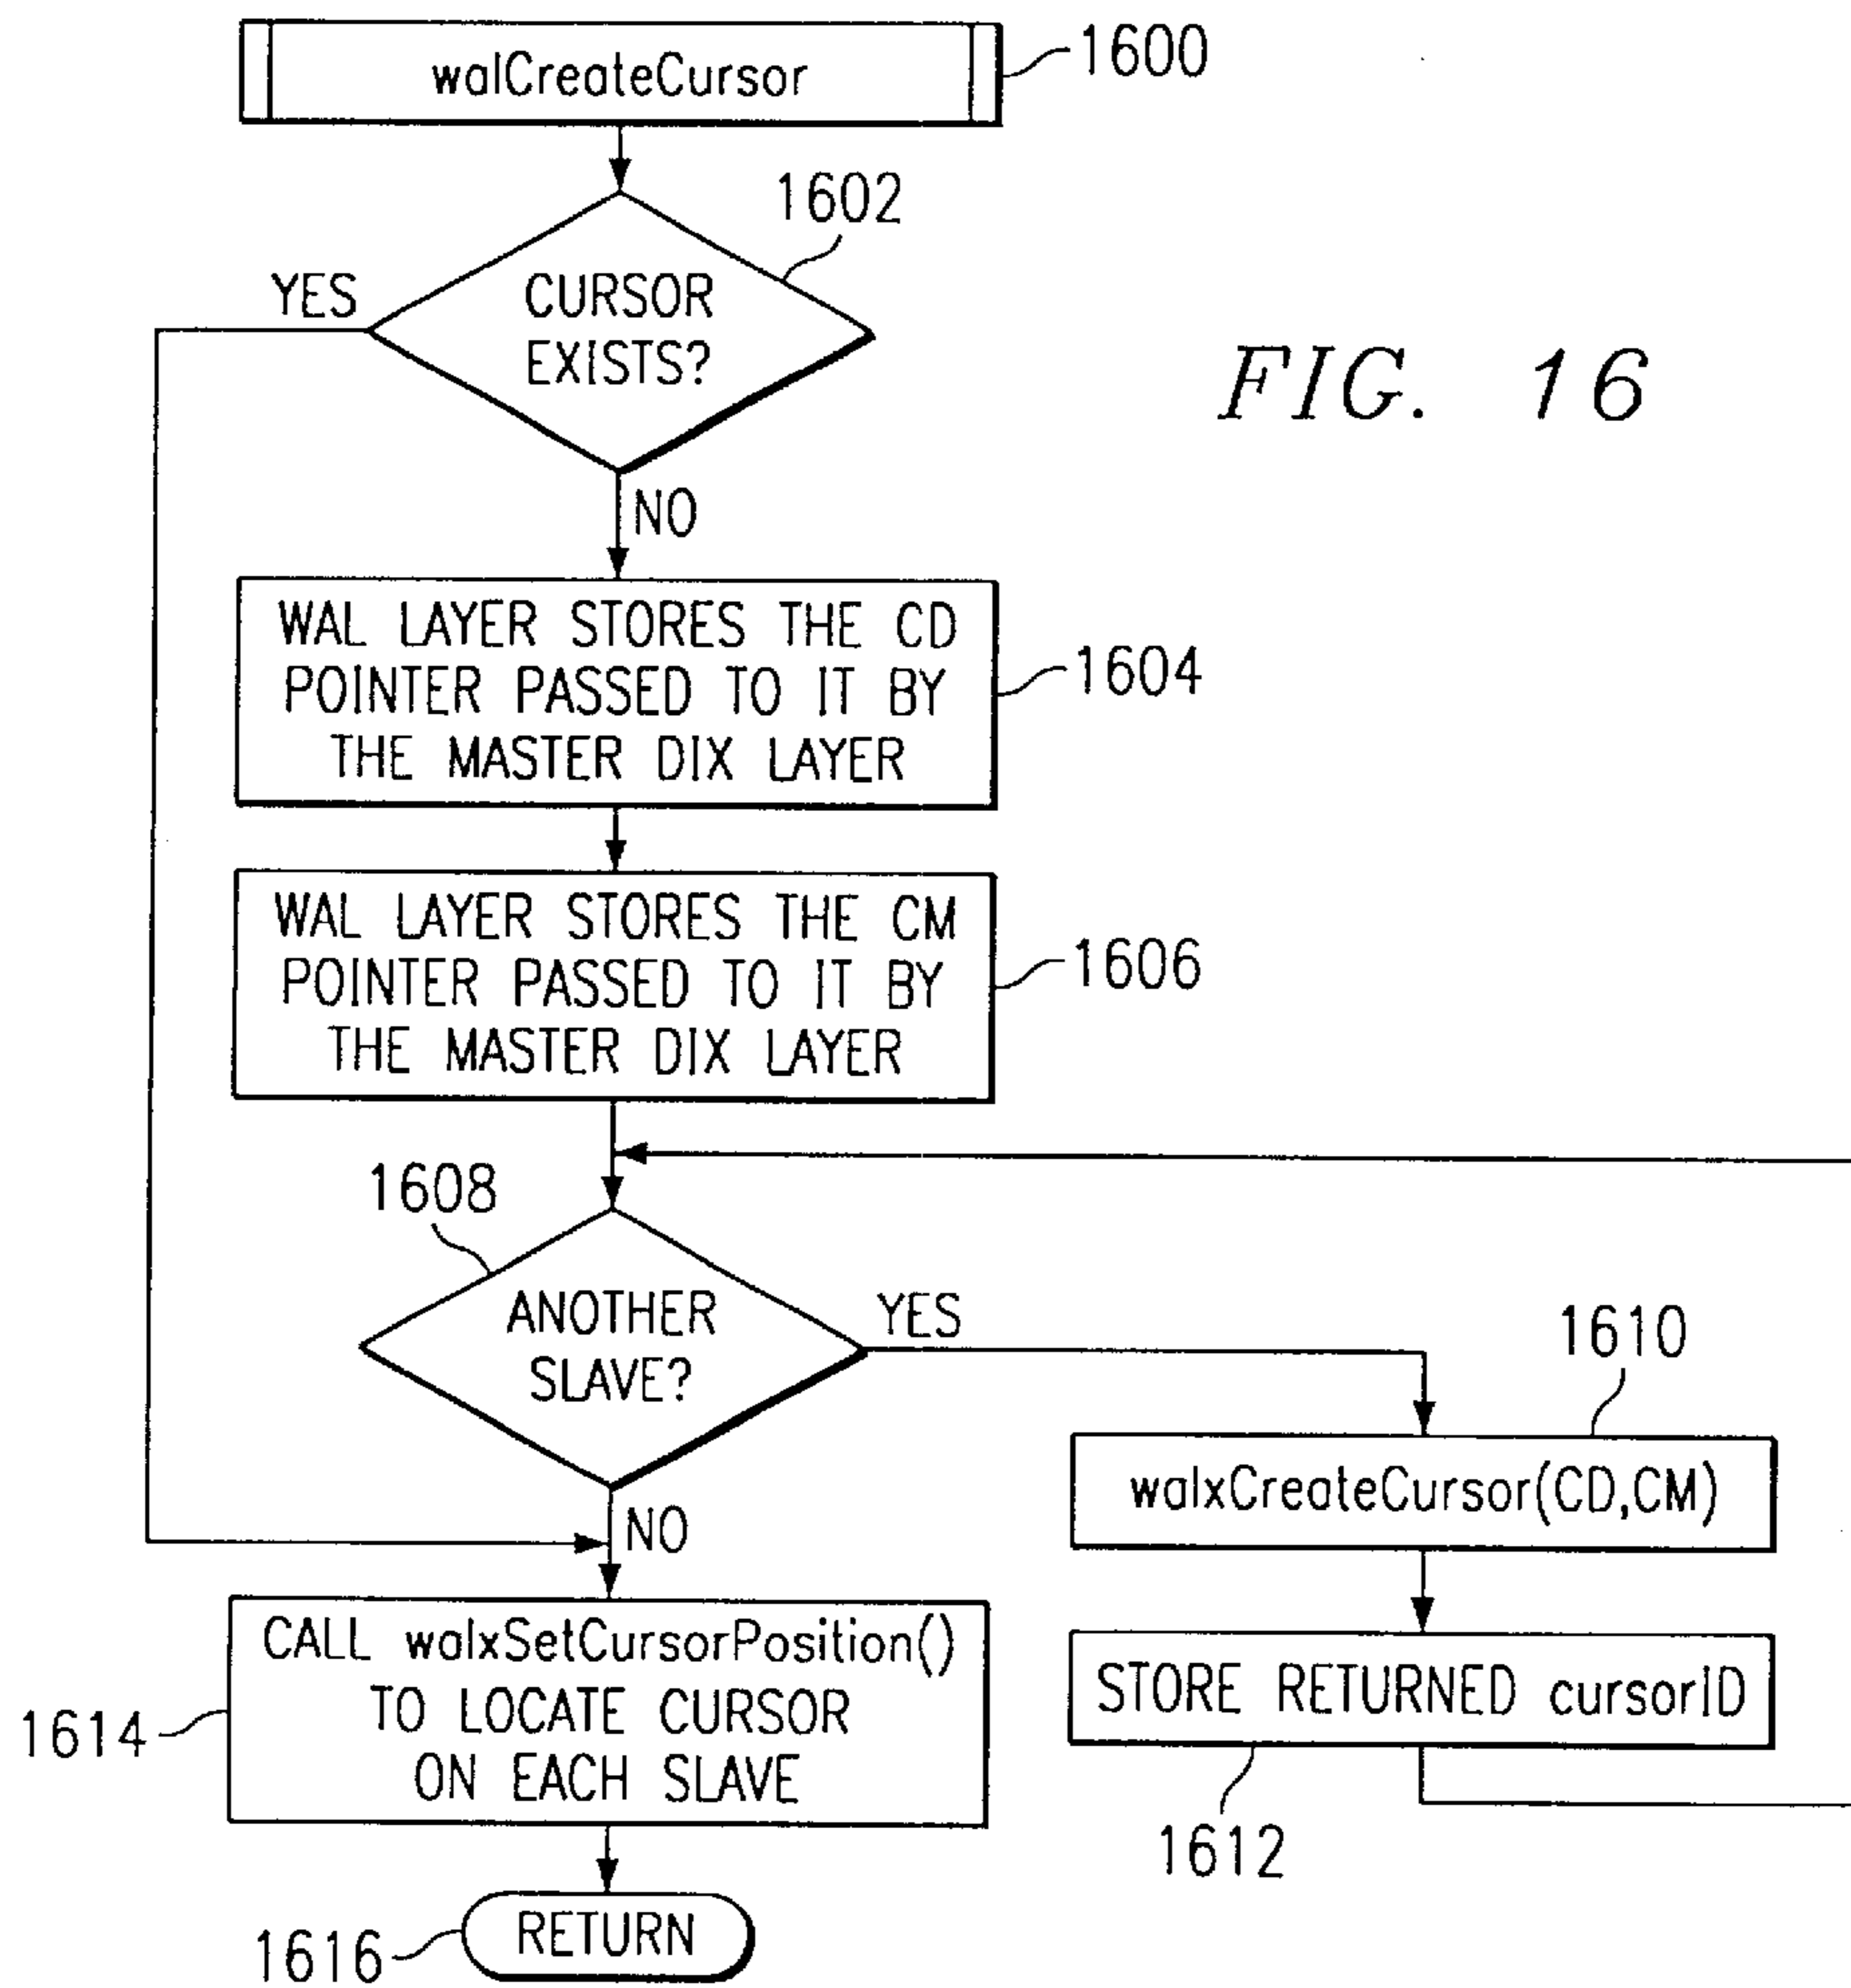 walCreateCursor
1600
1602
YES
CURSOR
EXISTS?
FIG. 16
NO
WAL LAYER STORES THE CD
POINTER PASSED TO IT BY
THE MASTER DIX LAYER
1604
WAL LAYER STORES THE CM
POINTER PASSED TO IT BY
THE MASTER DIX LAYER
1606
1608
ANOTHER
SLAVE?
YES
1610
walxCreateCursor(CD,CM)
NO
CALL walxSetCursorPosition()
TO LOCATE CURSOR
ON EACH SLAVE
1614
STORE RETURNED cursorID
1612
RETURN
1616